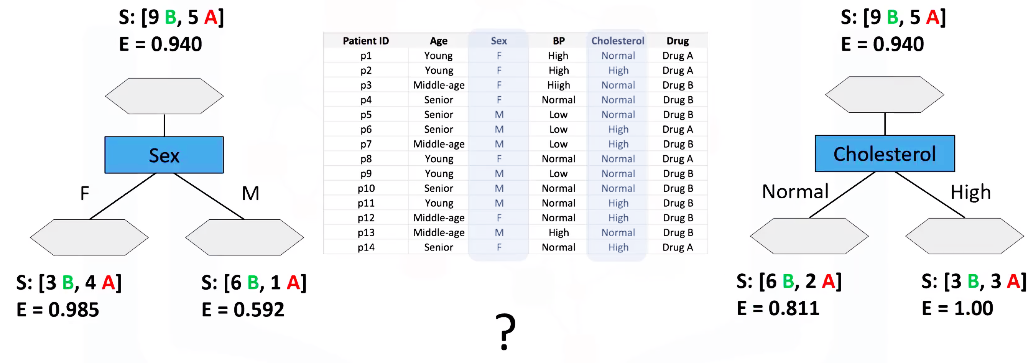 S: [9 B, 5 A]
E = 0.940
Sex
F
M
S: [3 B, 4 A]
E = 0.985
S: [6 B, 1 A]
E = 0.592
Patient ID Age Sex BP Cholesterol Drug
p1 Young F High Normal Drug A
p2 Young F High High Drug A
p3 Middle-age F Hiigh Normal Drug B
p4 Senior F Normal Normal Drug B
p5 Senior M Low Normal Drug B
p6 Senior M Low High Drug A
p7 Middle-age M Low High Drug B
p8 Young F Normal Normal Drug A
p9 Young M Low Normal Drug B
p10 Senior M Normal Normal Drug B
p11 Young M Normal High Drug B
p12 Middle-age F Normal High Drug B
p13 Middle-age M High Normal Drug B
p14 Senior F Normal High Drug A
?
S: [9 B, 5 A]
E = 0.940
Cholesterol
Normal
High
S: [6 B, 2 A]
E = 0.811
S: [3 B, 3 A]
E = 1.00